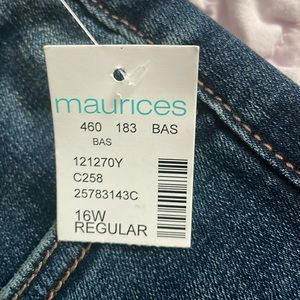 maurices
460 183 BAS
BAS
121270Y
C258
25783143C
16W
REGULAR